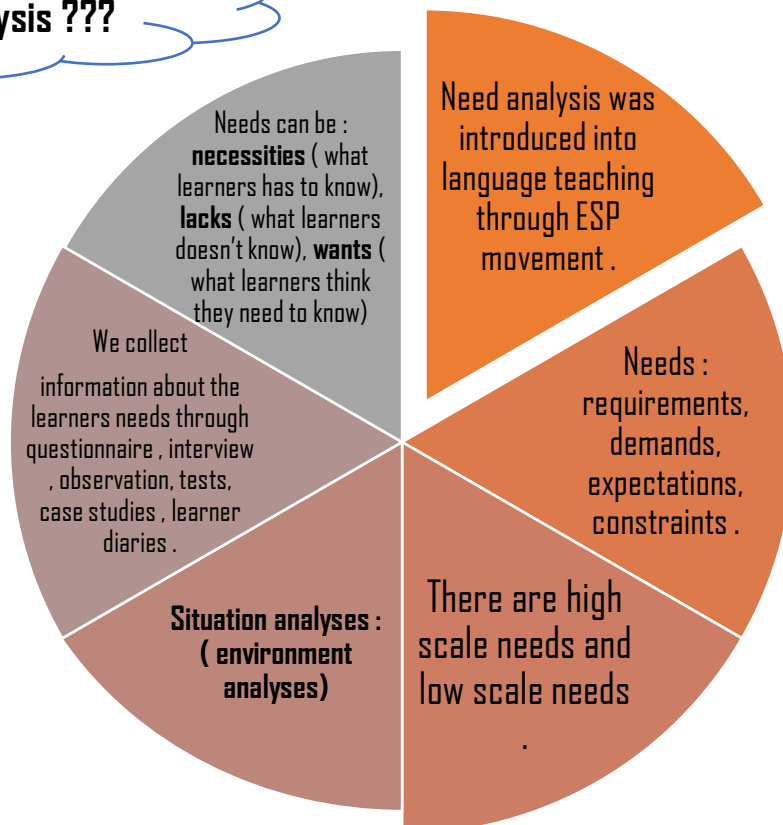 ysis ???
Need analysis was
introduced into
language teaching
through ESP
movement .
Needs :
requirements,
demands,
expectations,
constraints .
There are high
scale needs and
low scale needs
.
Situation analyses :
( environment
analyses)
We collect
information about the
learners needs through
questionnaire , interview
, observation, tests,
case studies , learner
diaries .
Needs can be :
necessities ( what
learners has to know),
lacks ( what learners
doesn't know), wants (
what learners think
they need to know)